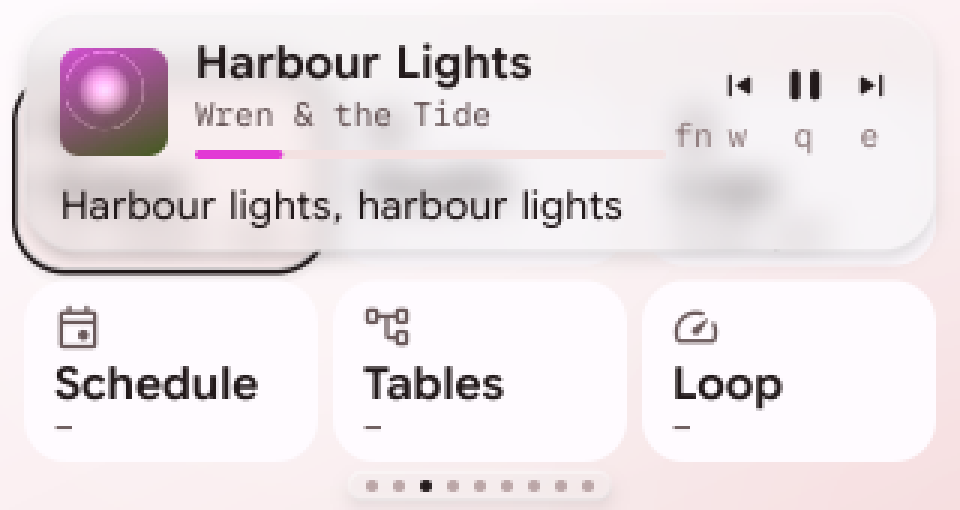 Harbour Lights
Wren & the Tide
fn w q e
Harbour lights, harbour lights
Schedule
–
Tables
–
Loop
–